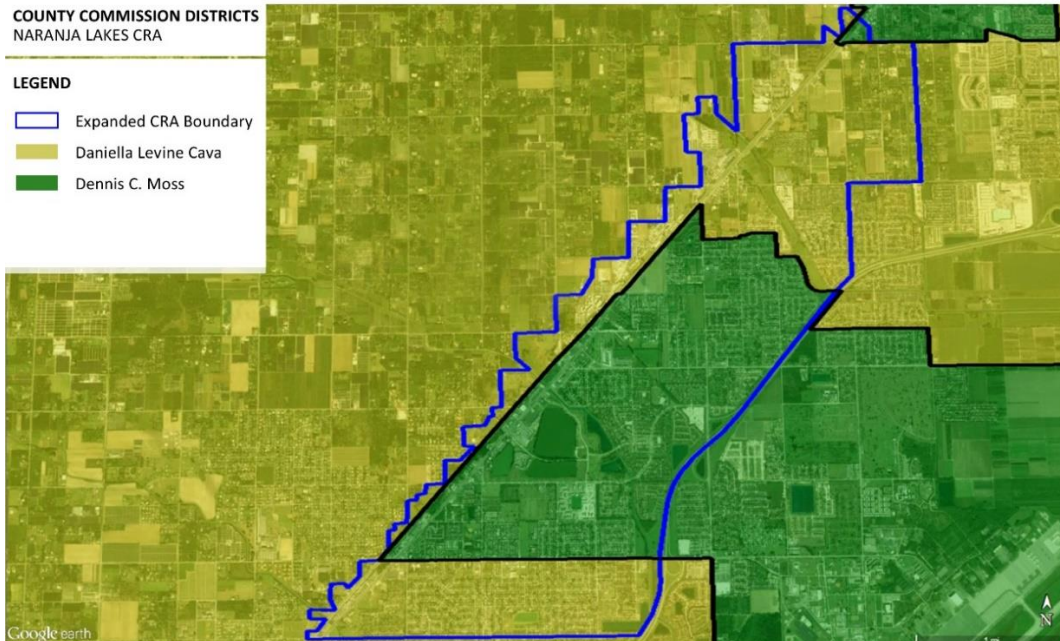 COUNTY COMMISSION DISTRICTS
NARANJA LAKES CRA
LEGEND
Expanded CRA Boundary
Daniella Levine Cava
Dennis C. Moss
Google earth
N